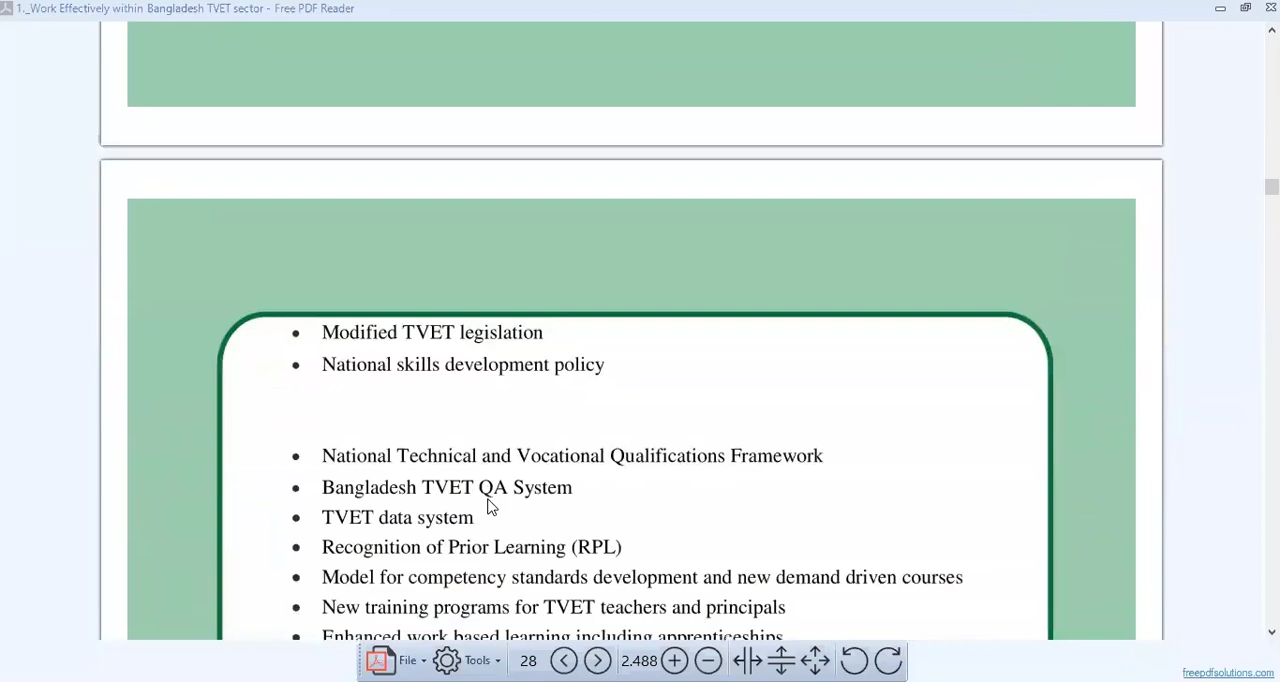 1._Work Effectively within Bangladesh TVET sector - Free PDF Reader
• Modified TVET legislation
• National skills development policy
• National Technical and Vocational Qualifications Framework
• Bangladesh TVET QA System
• TVET data system
• Recognition of Prior Learning (RPL)
• Model for competency standards development and new demand driven courses
• New training programs for TVET teachers and principals
• Enhanced work based learning including apprenticeships
File Tools 28 2.488
freepdfsolutions.com